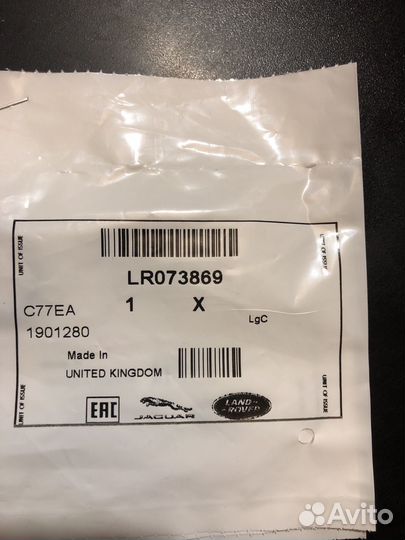 UNIT OF ISSUE
UNIT OF ISSUE
LR073869
1 X
LgC
C77EA
1901280
Made In
UNITED KINGDOM
UNIT OF ISSUE
UNIT OF ISSUE
EAC
JAGUAR
LAND ROVER
Avito